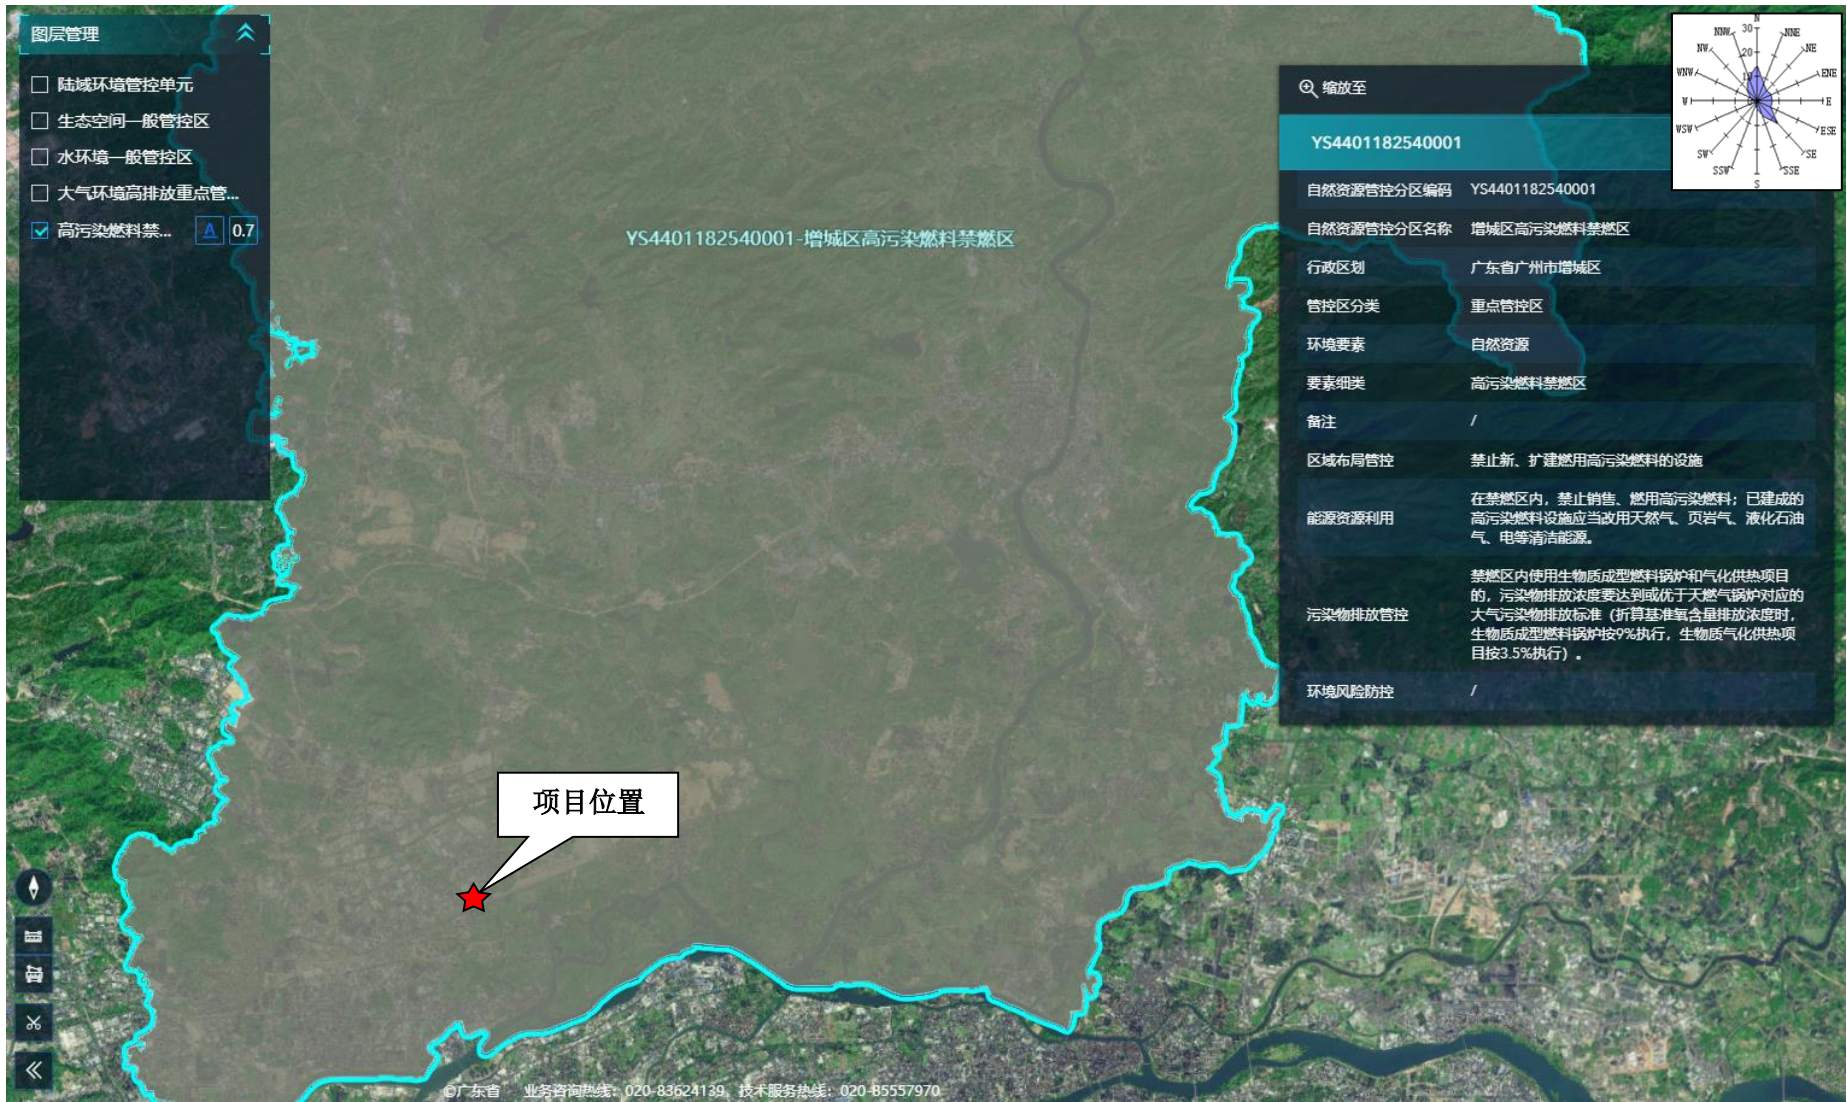 图层管理
陆域环境管控单元
生态空间一般管控区
水环境一般管控区
大气环境高排放重点管...
高污染燃料禁... A 0.7
YS4401182540001-增城区高污染燃料禁燃区
项目位置
缩放至
YS4401182540001
自然资源管控分区编码 YS4401182540001
自然资源管控分区名称 增城区高污染燃料禁燃区
行政区划 广东省广州市增城区
管控区分类 重点管控区
环境要素 自然资源
要素细类 高污染燃料禁燃区
备注 /
区域布局管控 禁止新、扩建燃用高污染燃料的设施
能源资源利用 在禁燃区内，禁止销售、燃用高污染燃料；已建成的
高污染燃料设施应当改用天然气、页岩气、液化石油
气、电等清洁能源。
污染物排放管控 禁燃区内使用生物质成型燃料锅炉和气化供热项目
的，污染物排放浓度要达到或优于天然气锅炉对应的
大气污染物排放标准（折算基准氧含量排放浓度时，
生物质成型燃料锅炉按9%执行，生物质气化供热项
目按3.5%执行）。
环境风险防控 /
N
NNE
NE
ENE
E
ESE
SE
SSE
S
SSW
SW
WSW
W
WNW
NW
NNW
30
20
©广东省 业务咨询热线：020-83624139，技术服务热线：020-85557970